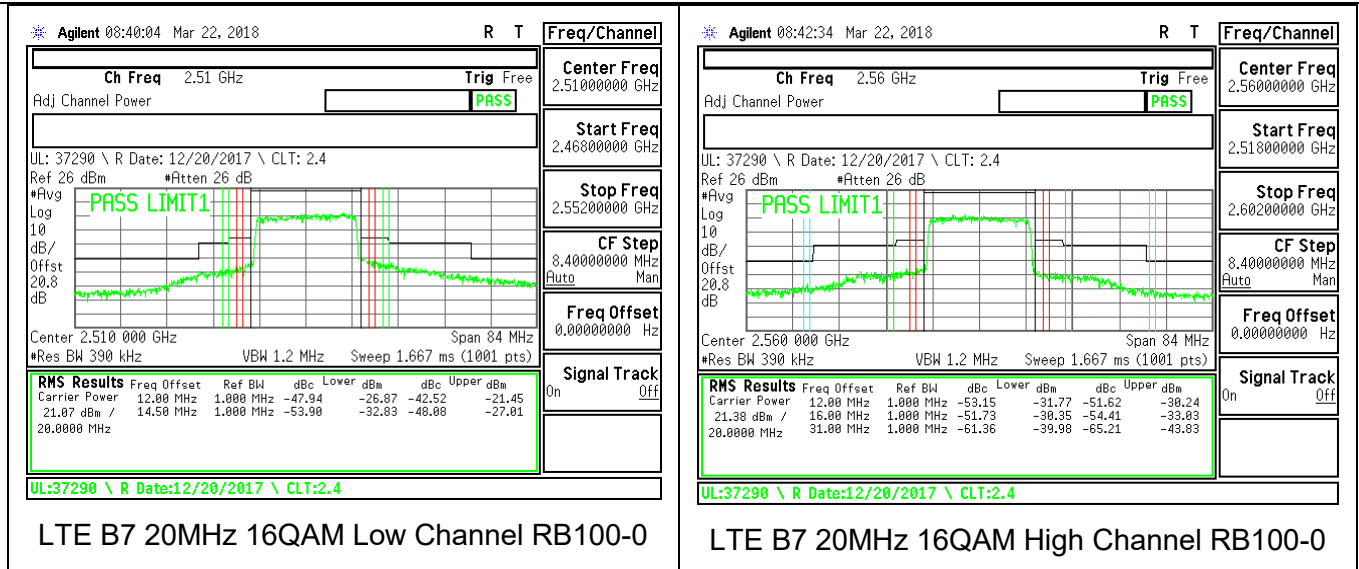 Agilent 08:40:04 Mar 22, 2018 R T
Freq/Channel
Ch Freq 2.51 GHz Trig Free
Adj Channel Power PASS
Center Freq
2.51000000 GHz
Start Freq
2.46800000 GHz
UL: 37290 \ R Date: 12/20/2017 \ CLT: 2.4
Ref 26 dBm #Atten 26 dB
#Avg
Log
10
dB/
Offst
20.8
dB
PASS LIMIT1
Stop Freq
2.55200000 GHz
CF Step
8.40000000 MHz
Auto Man
Freq Offset
0.00000000 Hz
Center 2.510 000 GHz Span 84 MHz
#Res BW 390 kHz VBW 1.2 MHz Sweep 1.667 ms (1001 pts)
Signal Track
On Off
RMS Results Freq Offset Ref BW dBc Lower dBm dBc Upper dBm
Carrier Power 12.00 MHz 1.000 MHz -47.94 -26.87 -42.52 -21.45
21.07 dBm / 14.50 MHz 1.000 MHz -53.90 -32.83 -48.08 -27.01
20.0000 MHz
UL:37290 \ R Date:12/20/2017 \ CLT:2.4
LTE B7 20MHz 16QAM Low Channel RB100-0
Agilent 08:42:34 Mar 22, 2018 R T
Freq/Channel
Ch Freq 2.56 GHz Trig Free
Adj Channel Power PASS
Center Freq
2.56000000 GHz
Start Freq
2.51800000 GHz
UL: 37290 \ R Date: 12/20/2017 \ CLT: 2.4
Ref 26 dBm #Atten 26 dB
#Avg
Log
10
dB/
Offst
20.8
dB
PASS LIMIT1
Stop Freq
2.60200000 GHz
CF Step
8.40000000 MHz
Auto Man
Freq Offset
0.00000000 Hz
Center 2.560 000 GHz Span 84 MHz
#Res BW 390 kHz VBW 1.2 MHz Sweep 1.667 ms (1001 pts)
Signal Track
On Off
RMS Results Freq Offset Ref BW dBc Lower dBm dBc Upper dBm
Carrier Power 12.00 MHz 1.000 MHz -53.15 -31.77 -51.62 -30.24
21.38 dBm / 16.00 MHz 1.000 MHz -51.73 -30.35 -54.41 -33.03
20.0000 MHz 31.00 MHz 1.000 MHz -61.36 -39.98 -65.21 -43.83
UL:37290 \ R Date:12/20/2017 \ CLT:2.4
LTE B7 20MHz 16QAM High Channel RB100-0